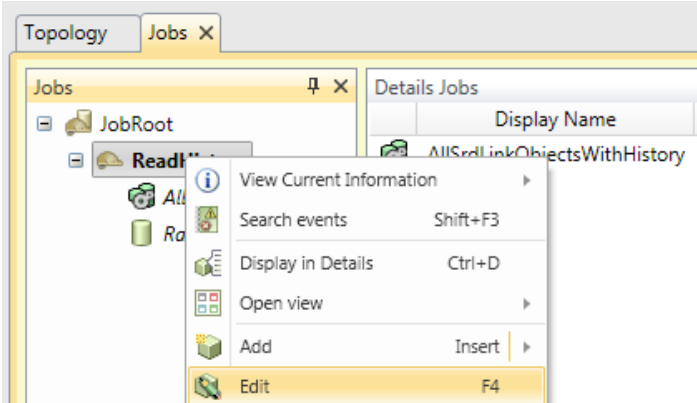 Topology Jobs
Jobs
Details Jobs
Display Name
JobRoot
AllSrdLinkObjectsWithHistory
View Current Information
Search events Shift+F3
Display in Details Ctrl+D
Open view
Add Insert
Edit F4